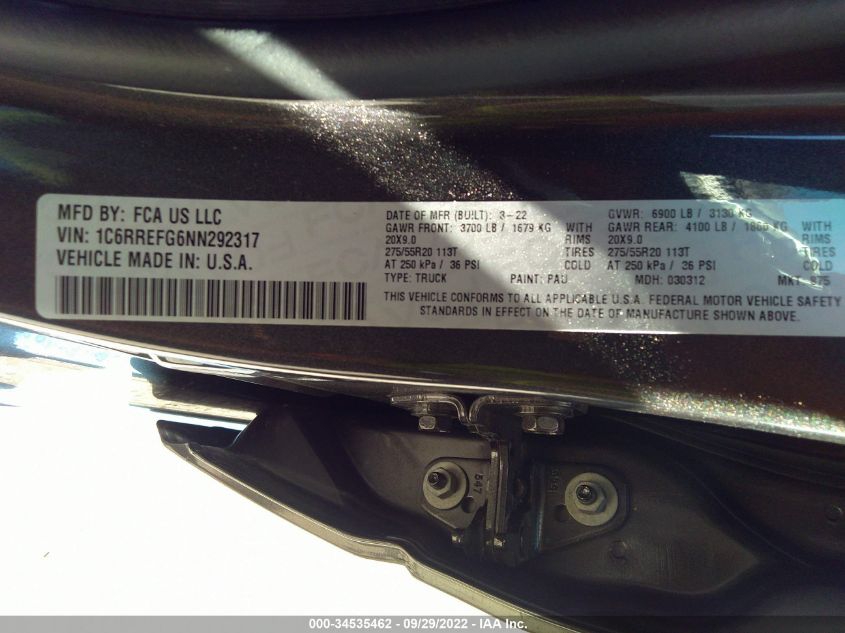 MFD BY: FCA US LLC
VIN: 1C6RREFG6NN292317
VEHICLE MADE IN: U.S.A.
DATE OF MFR (BUILT): 3-22
GAWR FRONT: 3700 LB / 1679 KG WITH
20X9.0 RIMS
275/55R20 113T TIRES
AT 250 kPa / 36 PSI COLD
TYPE: TRUCK PAINT: PAU
GVWR: 6900 LB / 3130 KG
GAWR REAR: 4100 LB / 1860 KG WITH
20X9.0 RIMS
275/55R20 113T TIRES
AT 250 kPa / 36 PSI COLD
MDH: 030312 MKT: 975
THIS VEHICLE CONFORMS TO ALL APPLICABLE U.S.A. FEDERAL MOTOR VEHICLE SAFETY
STANDARDS IN EFFECT ON THE DATE OF MANUFACTURE SHOWN ABOVE.
547
000-34535462 - 09/29/2022 - IAA Inc.